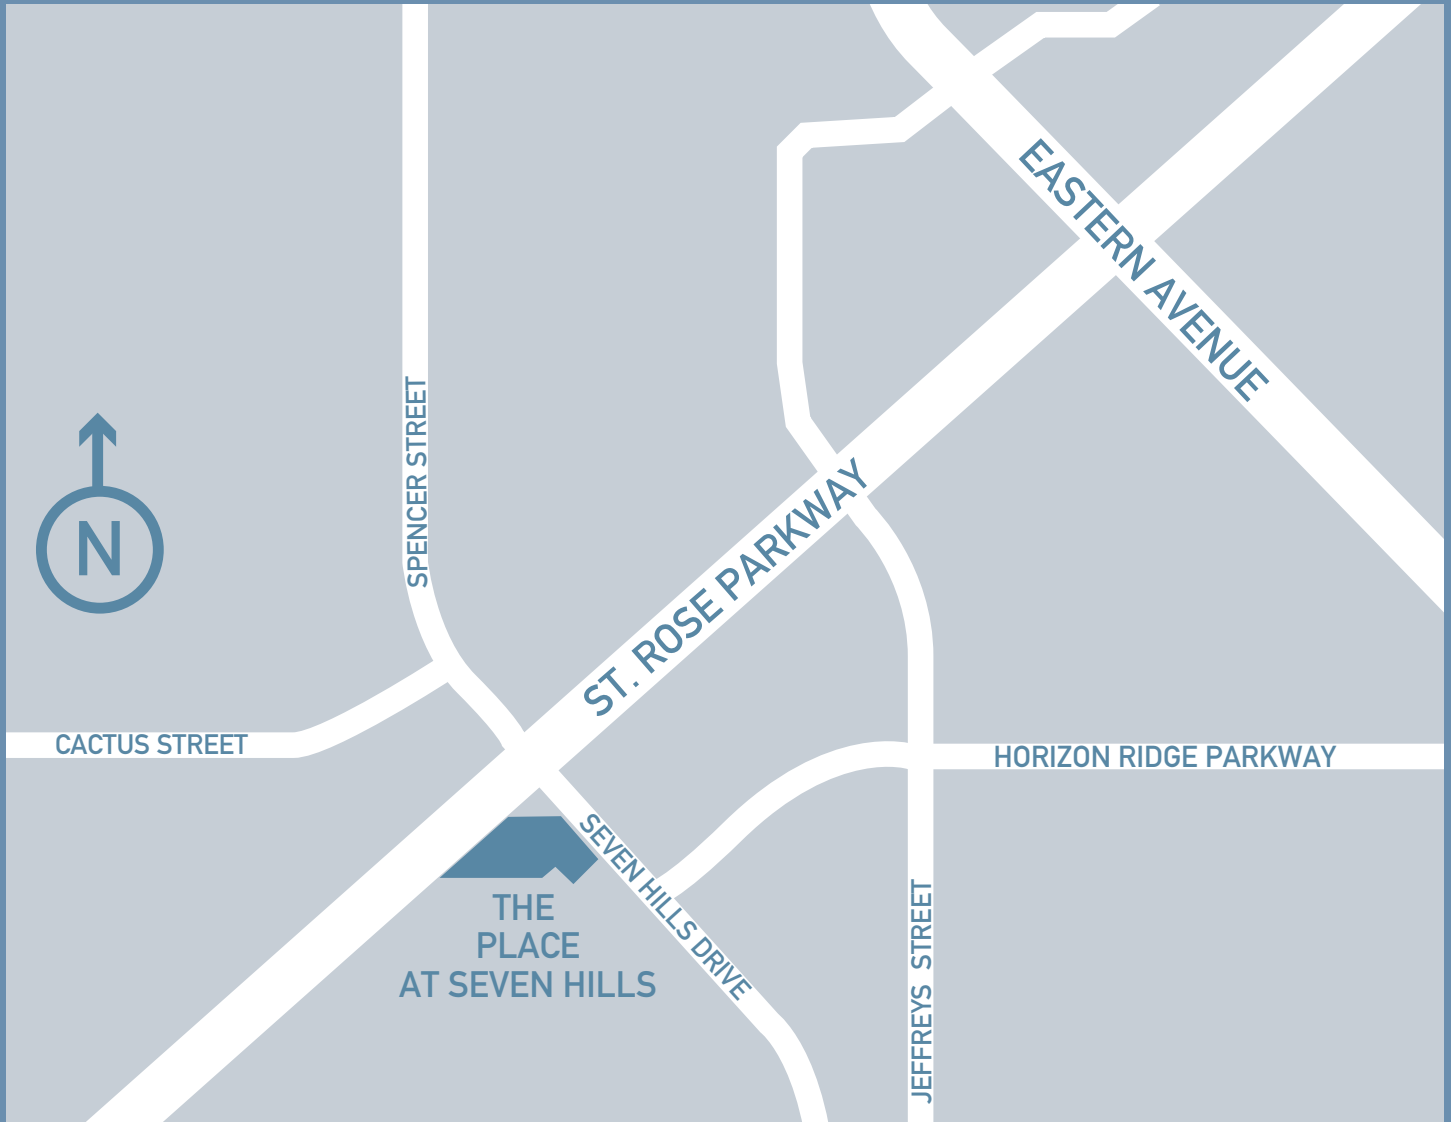 EASTERN AVENUE
SPENCER STREET
N
ST. ROSE PARKWAY
CACTUS STREET
HORIZON RIDGE PARKWAY
SEVEN HILLS DRIVE
THE
PLACE
AT SEVEN HILLS
JEFFREYS STREET